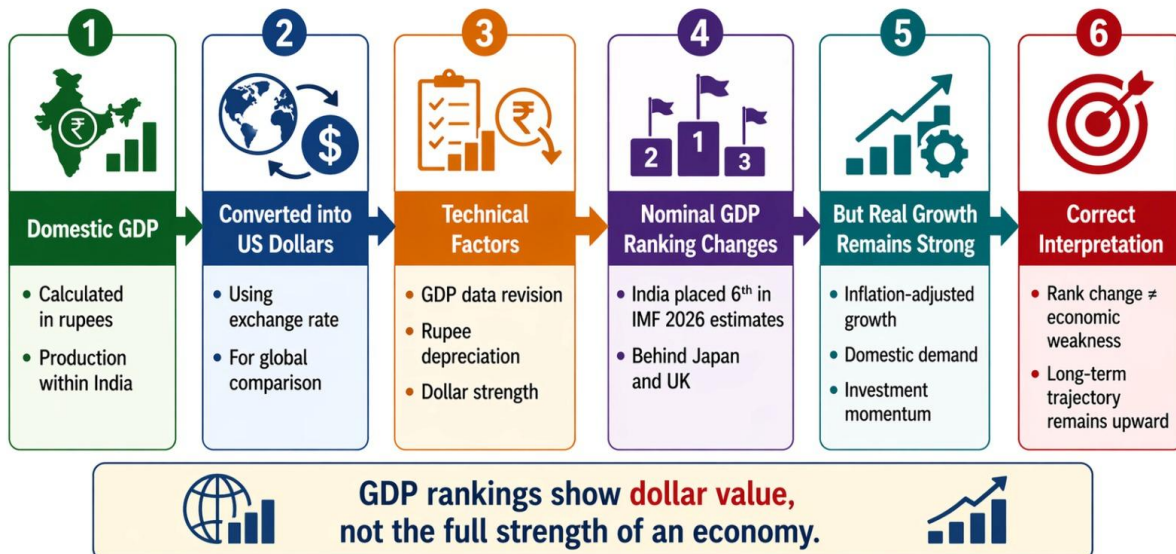 1
Domestic GDP
• Calculated
in rupees
• Production
within India
2
$
Converted into
US Dollars
• Using
exchange rate
• For global
comparison
3
₹
Technical
Factors
• GDP data revision
• Rupee
depreciation
• Dollar strength
4
2 1 3
Nominal GDP
Ranking Changes
• India placed 6th in
IMF 2026 estimates
• Behind Japan
and UK
5
But Real Growth
Remains Strong
• Inflation-adjusted
growth
• Domestic demand
• Investment
momentum
6
Correct
Interpretation
• Rank change ≠
economic
weakness
• Long-term
trajectory
remains upward
₹
GDP rankings show dollar value,
not the full strength of an economy.